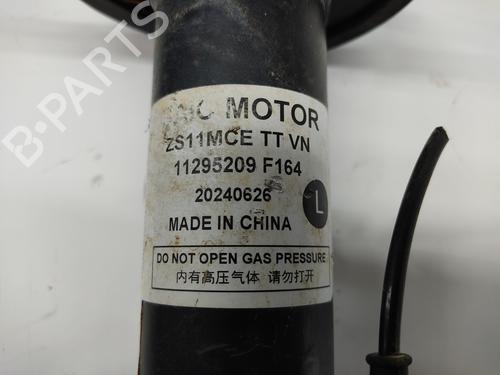 MOTOR
ZS11MCE TT VN
11295209 F164
20240626
L
MADE IN CHINA
DO NOT OPEN GAS PRESSURE
内有高压气体 请勿打开
B-PARTS